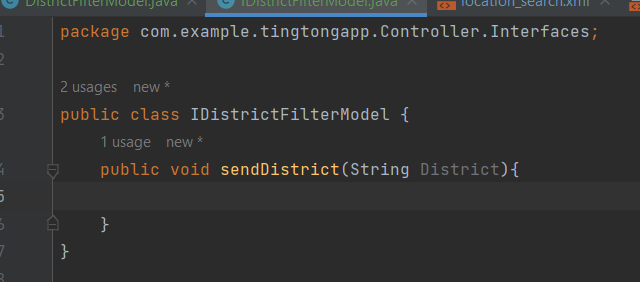 DistrictFilterModel.java IDistrictFilterModel.java location_search.xml
1 package com.example.tingtongapp.Controller.Interfaces;
2
2 usages new *
3 public class IDistrictFilterModel {
1 usage new *
4 public void sendDistrict(String District){
5
6 }
7 }
8